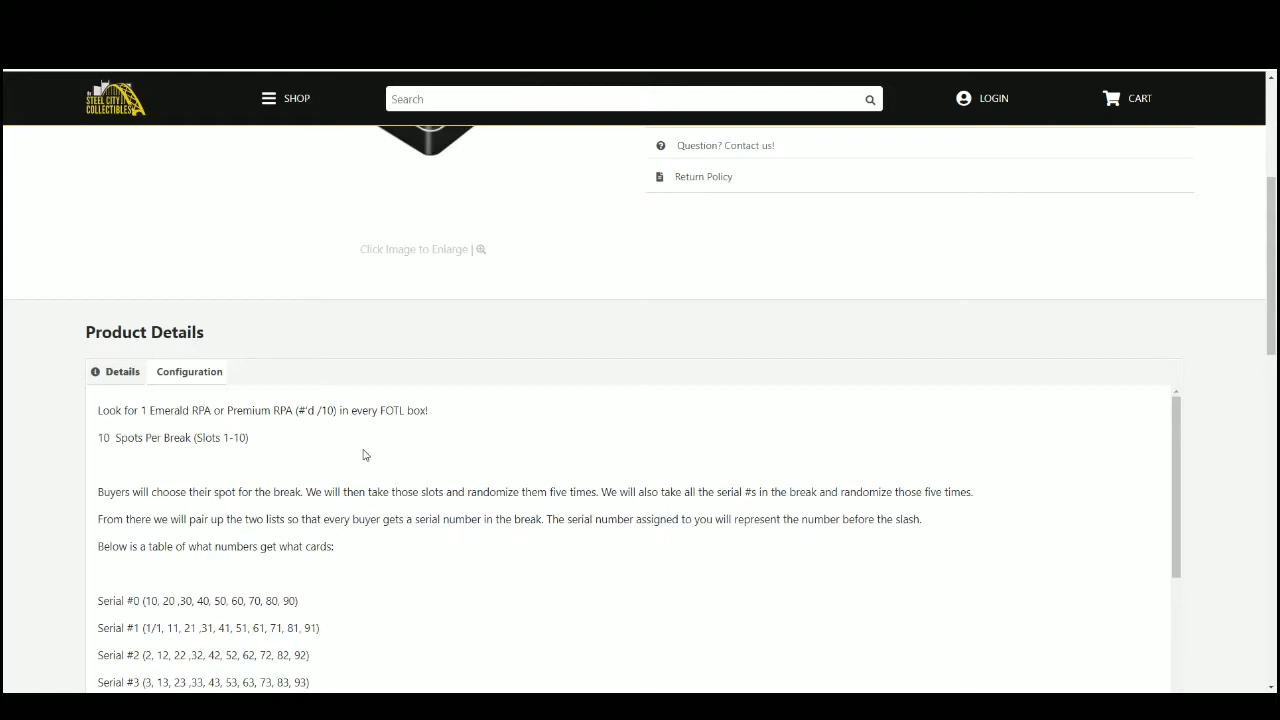 STEEL CITY
COLLECTIBLES
SHOP
Search
LOGIN
CART
Question? Contact us!
Return Policy
Click Image to Enlarge |
Product Details
Details
Configuration
Look for 1 Emerald RPA or Premium RPA (#'d /10) in every FOTL box!
10 Spots Per Break (Slots 1-10)
Buyers will choose their spot for the break. We will then take those slots and randomize them five times. We will also take all the serial #s in the break and randomize those five times.
From there we will pair up the two lists so that every buyer gets a serial number in the break. The serial number assigned to you will represent the number before the slash.
Below is a table of what numbers get what cards:
Serial #0 (10, 20 ,30, 40, 50, 60, 70, 80, 90)
Serial #1 (1/1, 11, 21 ,31, 41, 51, 61, 71, 81, 91)
Serial #2 (2, 12, 22 ,32, 42, 52, 62, 72, 82, 92)
Serial #3 (3, 13, 23 ,33, 43, 53, 63, 73, 83, 93)